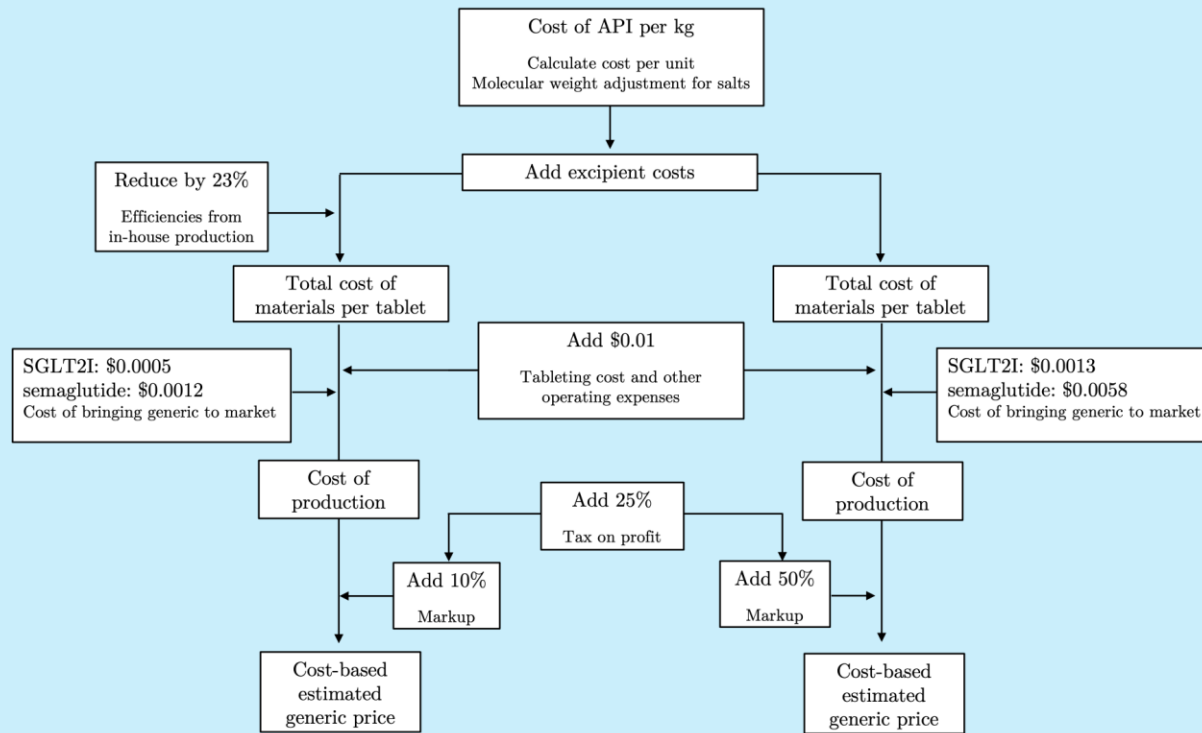 Cost of API per kg
Calculate cost per unit
Molecular weight adjustment for salts
Add excipient costs
Reduce by 23%
Efficiencies from
in-house production
Total cost of
materials per tablet
Total cost of
materials per tablet
Add $0.01
Tableting cost and other
operating expenses
SGLT2I: $0.0005
semaglutide: $0.0012
Cost of bringing generic to market
SGLT2I: $0.0013
semaglutide: $0.0058
Cost of bringing generic to market
Cost of
production
Cost of
production
Add 25%
Tax on profit
Add 10%
Markup
Add 50%
Markup
Cost-based
estimated
generic price
Cost-based
estimated
generic price